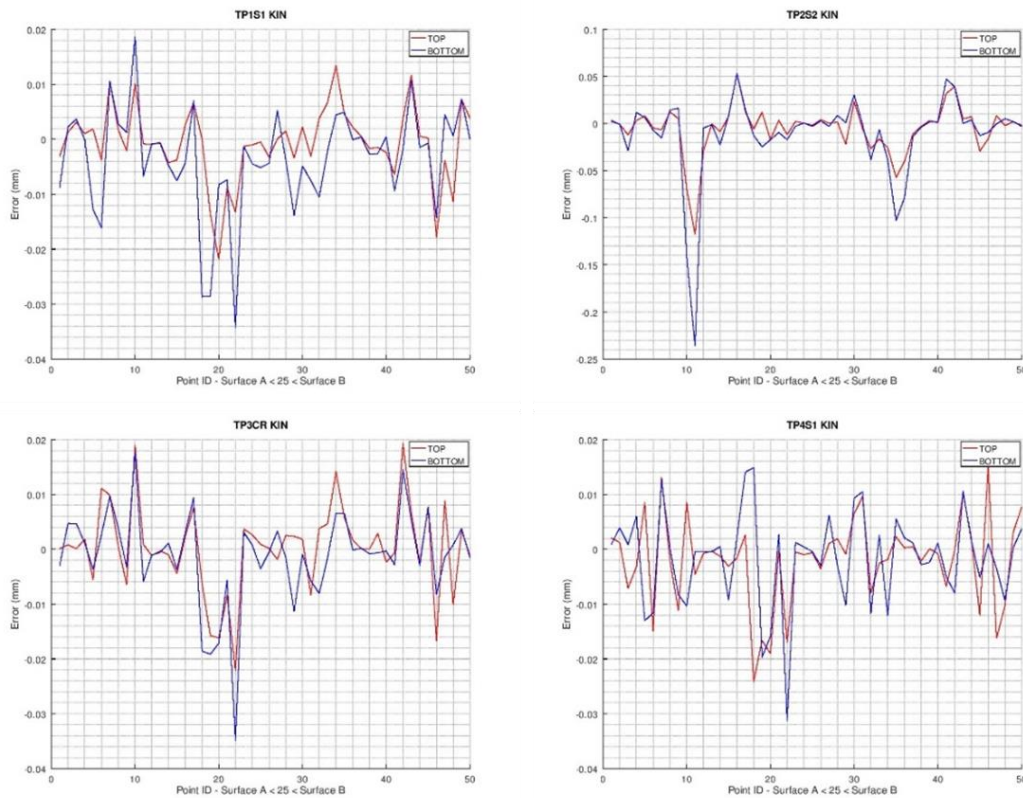 TP1S1 KIN
TOP
BOTTOM
0.02
0.01
0
-0.01
-0.02
-0.03
-0.04
Error (mm)
0 10 20 30 40 50
Point ID - Surface A < 25 < Surface B
TP2S2 KIN
TOP
BOTTOM
0.1
0.05
0
-0.05
-0.1
-0.15
-0.2
-0.25
Error (mm)
0 10 20 30 40 50
Point ID - Surface A < 25 < Surface B
TP3CR KIN
TOP
BOTTOM
0.02
0.01
0
-0.01
-0.02
-0.03
-0.04
Error (mm)
0 10 20 30 40 50
Point ID - Surface A < 25 < Surface B
TP4S1 KIN
TOP
BOTTOM
0.02
0.01
0
-0.01
-0.02
-0.03
-0.04
Error (mm)
0 10 20 30 40 50
Point ID - Surface A < 25 < Surface B